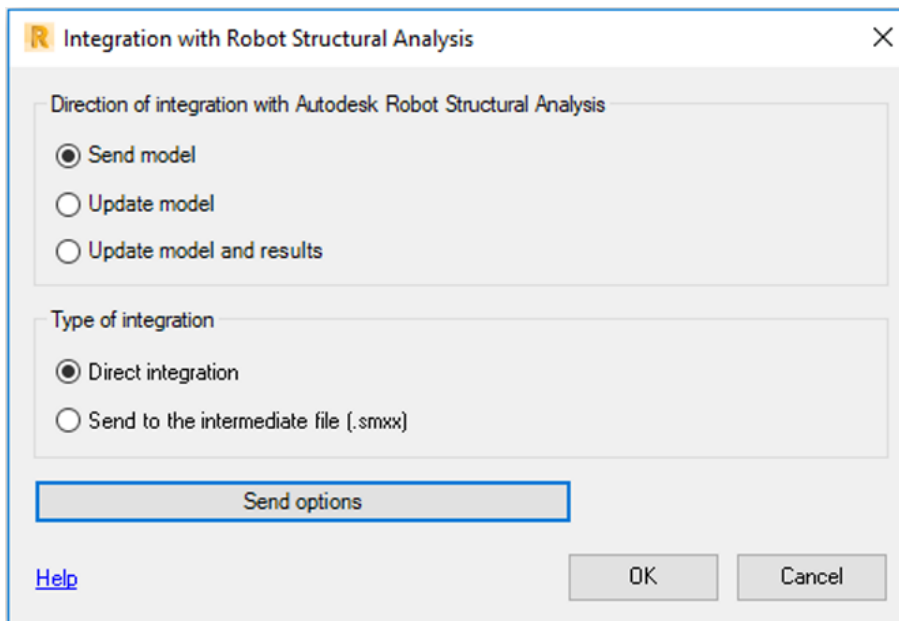 R Integration with Robot Structural Analysis
Direction of integration with Autodesk Robot Structural Analysis
Send model
Update model
Update model and results
Type of integration
Direct integration
Send to the intermediate file (.smxx)
Send options
Help
OK
Cancel